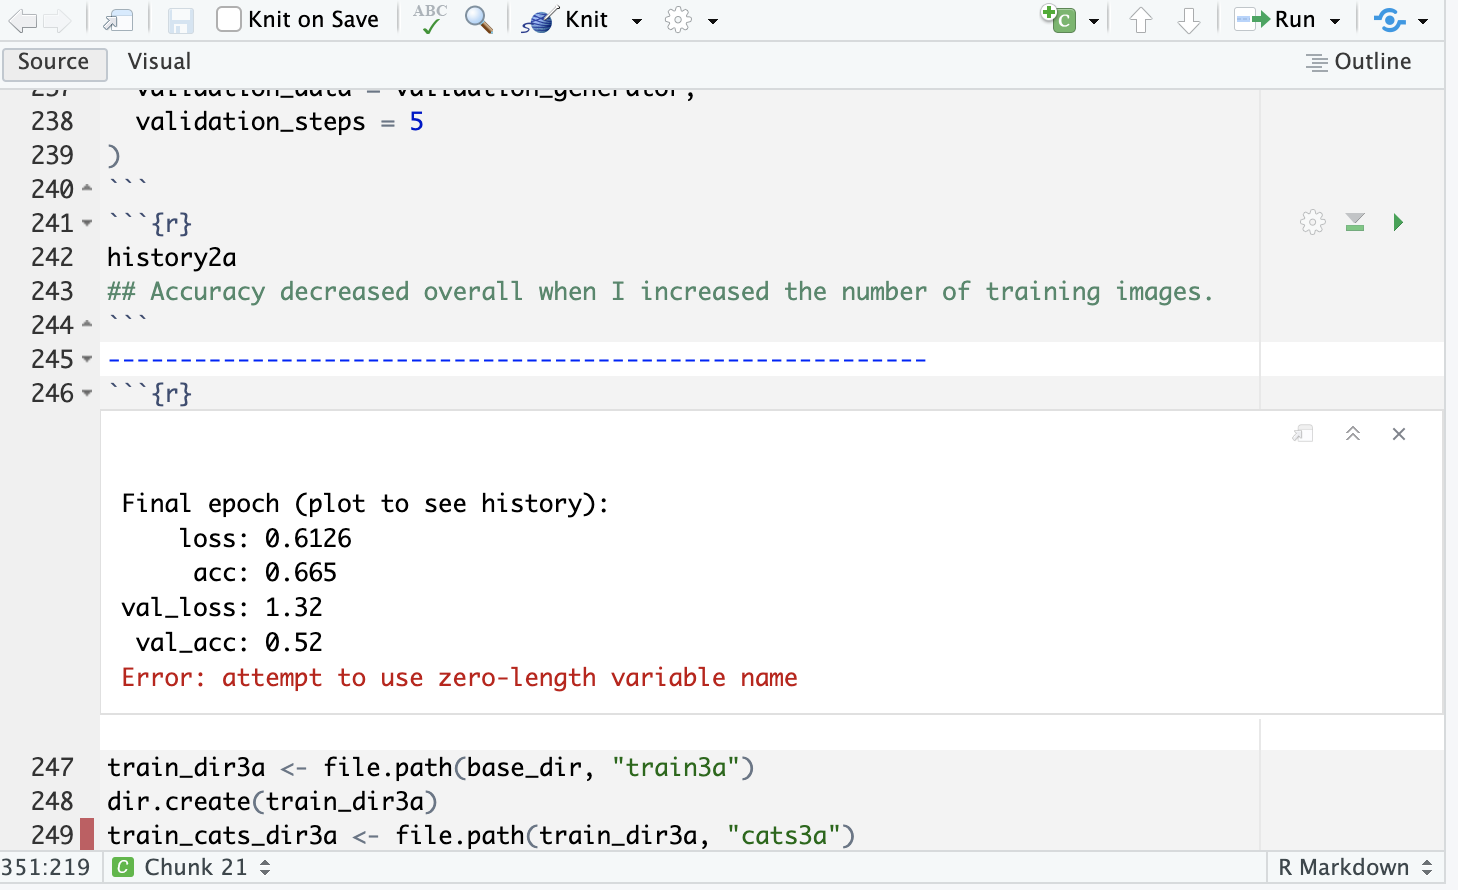 Knit on Save ABC Knit C Run
Source Visual Outline
237 validation_data = validation_generator,
238 validation_steps = 5
239 )
240 ```
241 ```{r}
242 history2a
243 ## Accuracy decreased overall when I increased the number of training images.
244 ```
245 ---------------------------------------------------------
246 ```{r}
Final epoch (plot to see history):
loss: 0.6126
acc: 0.665
val_loss: 1.32
val_acc: 0.52
Error: attempt to use zero-length variable name
247 train_dir3a <- file.path(base_dir, "train3a")
248 dir.create(train_dir3a)
249 train_cats_dir3a <- file.path(train_dir3a, "cats3a")
351:219 C Chunk 21 R Markdown